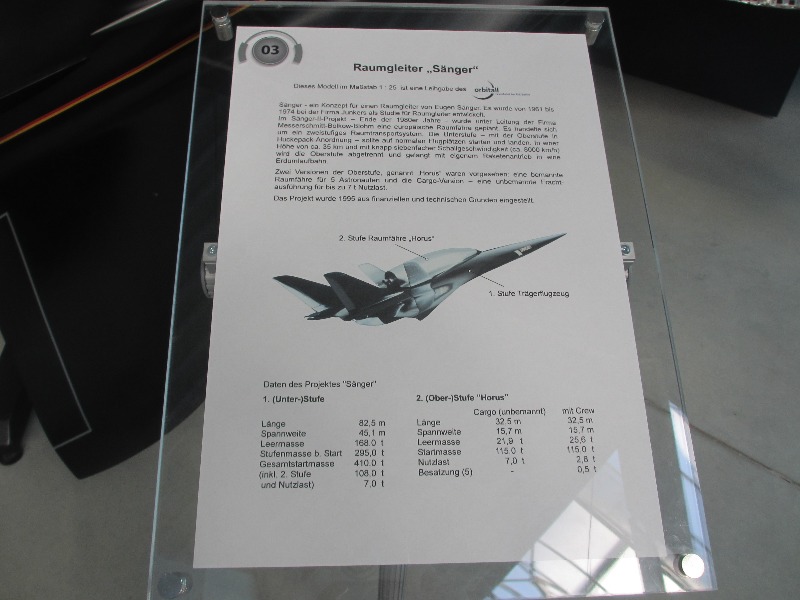 03
Raumgleiter „Sänger"
Dieses Modell im Maßstab 1 : 25 ist eine Leihgabe des orbitall
Sänger - ein Konzept für einen Raumgleiter von Eugen Sänger. Es wurde von 1961 bis
1974 bei der Firma Junkers als Studie für Raumgleiter entwickelt.
Im Sänger-II-Projekt – Ende der 1980er Jahre - wurde unter Leitung der Firma
Messerschmitt-Bölkow-Blohm eine europäische Raumfähre geplant. Es handelte sich
um ein zweistufiges Raumtransportsystem. Die Unterstufe – mit der Oberstufe in
Huckepack-Anordnung – sollte auf normalen Flugplätzen starten und landen. In einer
Höhe von ca. 35 km und mit knapp siebenfacher Schallgeschwindigkeit (ca. 8000 km/h)
wird die Oberstufe abgetrennt und gelangt mit eigenem Raketenantrieb in eine
Erdumlaufbahn.
Zwei Versionen der Oberstufe, genannt 'Horus' waren vorgesehen: eine bemannte
Raumfähre für 5 Astronauten und die Cargo-Version – eine unbemannte Fracht-
ausführung für bis zu 7 t Nutzlast.
Das Projekt wurde 1995 aus finanziellen und technischen Gründen eingestellt.
2. Stufe Raumfähre „Horus"
1. Stufe Trägerflugzeug
Daten des Projektes "Sänger"
1. (Unter-)Stufe
Länge 82,5 m
Spannweite 45,1 m
Leermasse 168,0 t
Stufenmasse b. Start 295,0 t
Gesamtstartmasse 410,0 t
(inkl. 2. Stufe 108,0 t
und Nutzlast) 7,0 t
2. (Ober-)Stufe "Horus"
Cargo (unbemannt) mit Crew
Länge 32,5 m 32,5 m
Spannweite 15,7 m 15,7 m
Leermasse 21,9 t 25,6 t
Startmasse 115,0 t 115,0 t
Nutzlast 7,0 t 2,8 t
Besatzung (5) - 0,5 t